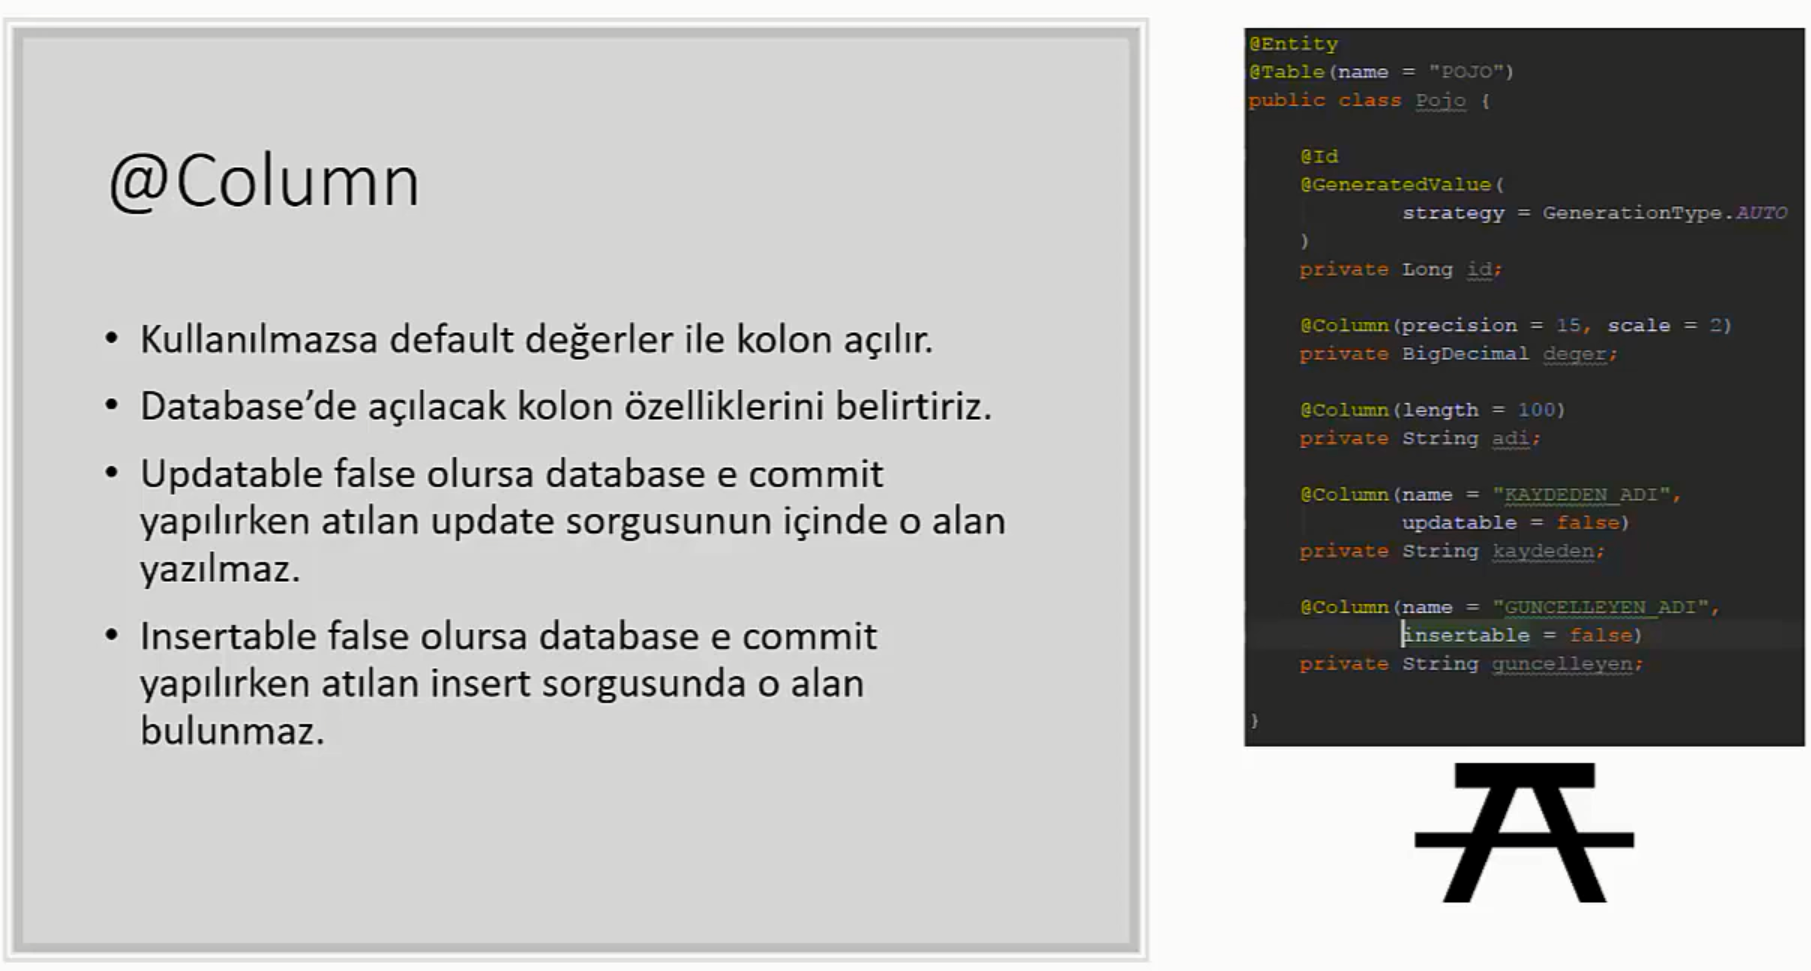 @Column
• Kullanılmazsa default değerler ile kolon açılır.
• Database’de açılacak kolon özelliklerini belirtiriz.
• Updatable false olursa database e commit
yapılırken atılan update sorgusunun içinde o alan
yazılmaz.
• Insertable false olursa database e commit
yapılırken atılan insert sorgusunda o alan
bulunmaz.
@Entity
@Table(name = "POJO")
public class Pojo {
@Id
@GeneratedValue(
strategy = GenerationType.AUTO
)
private Long id;
@Column(precision = 15, scale = 2)
private BigDecimal deger;
@Column(length = 100)
private String adi;
@Column(name = "KAYDEDEN_ADI",
updatable = false)
private String kaydeden;
@Column(name = "GUNCELLEYEN_ADI",
insertable = false)
private String guncelleyen;
}